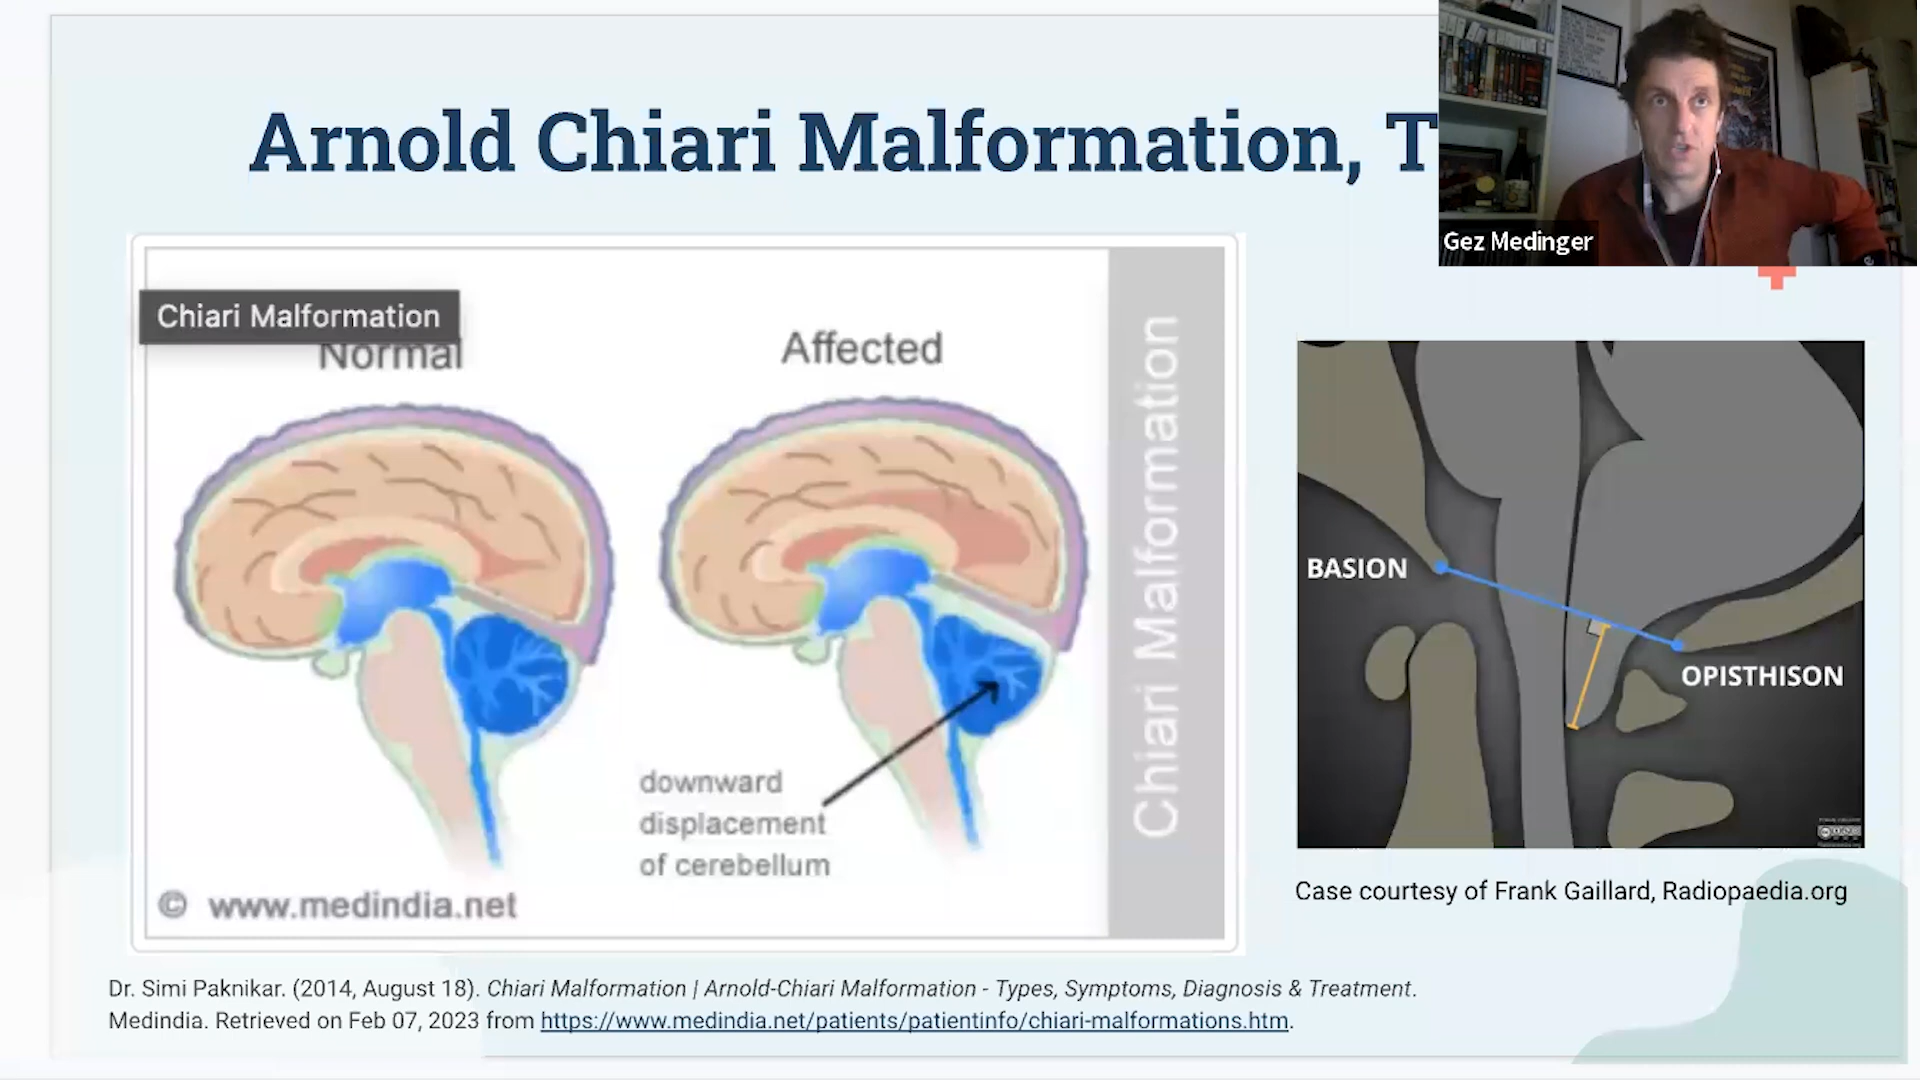 Arnold Chiari Malformation, T
Gez Medinger
Chiari Malformation
Normal
Affected
Chiari Malformation
downward
displacement
of cerebellum
© www.medindia.net
BASION
OPISTHISON
Case courtesy of Frank Gaillard, Radiopaedia.org
Dr. Simi Paknikar. (2014, August 18). Chiari Malformation | Arnold-Chiari Malformation - Types, Symptoms, Diagnosis & Treatment.
Medindia. Retrieved on Feb 07, 2023 from https://www.medindia.net/patients/patientinfo/chiari-malformations.htm.